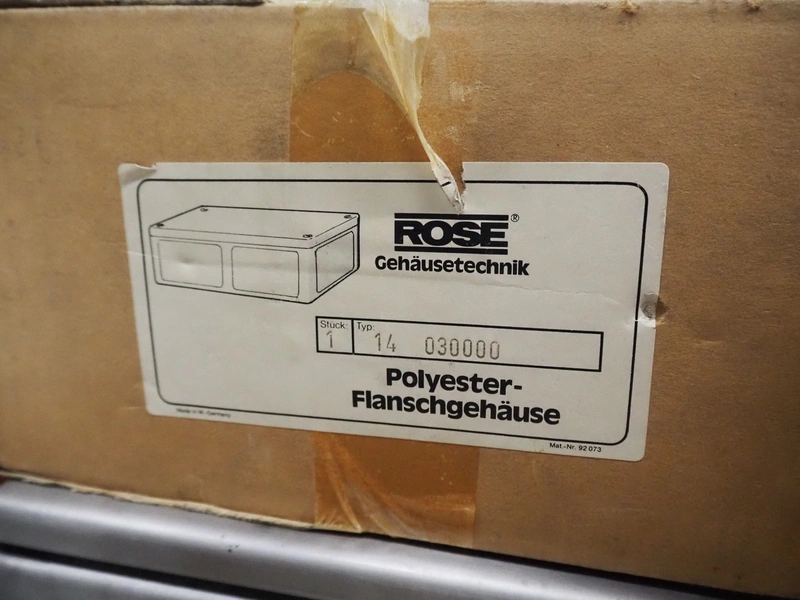 ROSE®
Gehäusetechnik
Stück: Typ:
1 14 030000
Polyester-
Flanschgehäuse
Made in W.-Germany
Mat.-Nr. 92 073